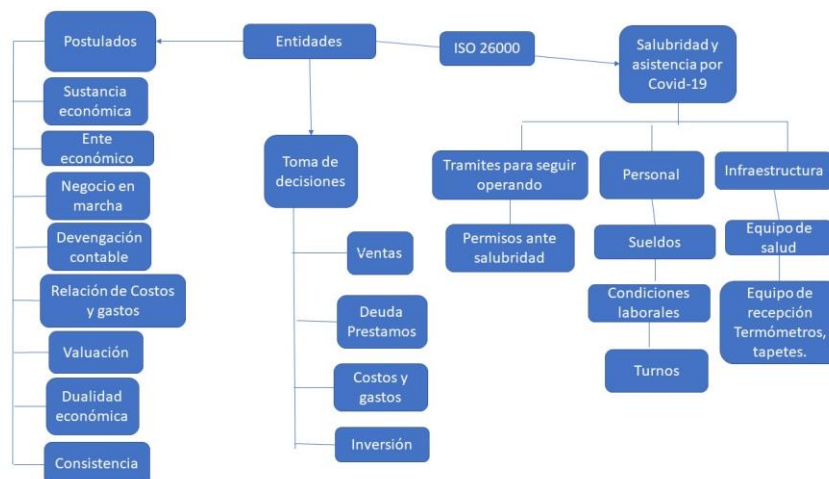 Postulados
Entidades
ISO 26000
Salubridad y
asistencia por
Covid-19
Sustancia
económica
Ente
económico
Negocio en
marcha
Devengación
contable
Relación de Costos
y gastos
Valuación
Dualidad
económica
Consistencia
Toma de
decisiones
Ventas
Deuda
Prestamos
Costos y
gastos
Inversión
Tramites para seguir
operando
Permisos ante
salubridad
Personal
Sueldos
Condiciones
laborales
Turnos
Infraestructura
Equipo de
salud
Equipo de
recepción
Termómetros,
tapetes.